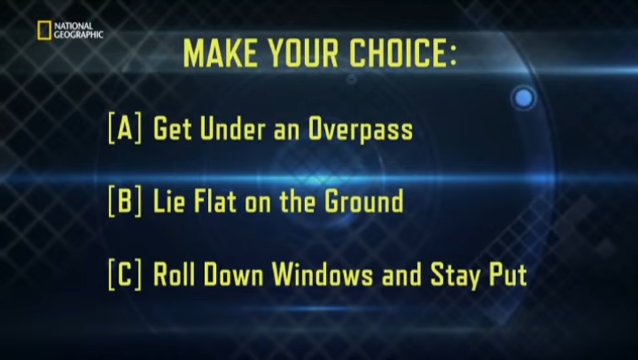 NATIONAL
GEOGRAPHIC
MAKE YOUR CHOICE:
[A] Get Under an Overpass
[B] Lie Flat on the Ground
[C] Roll Down Windows and Stay Put